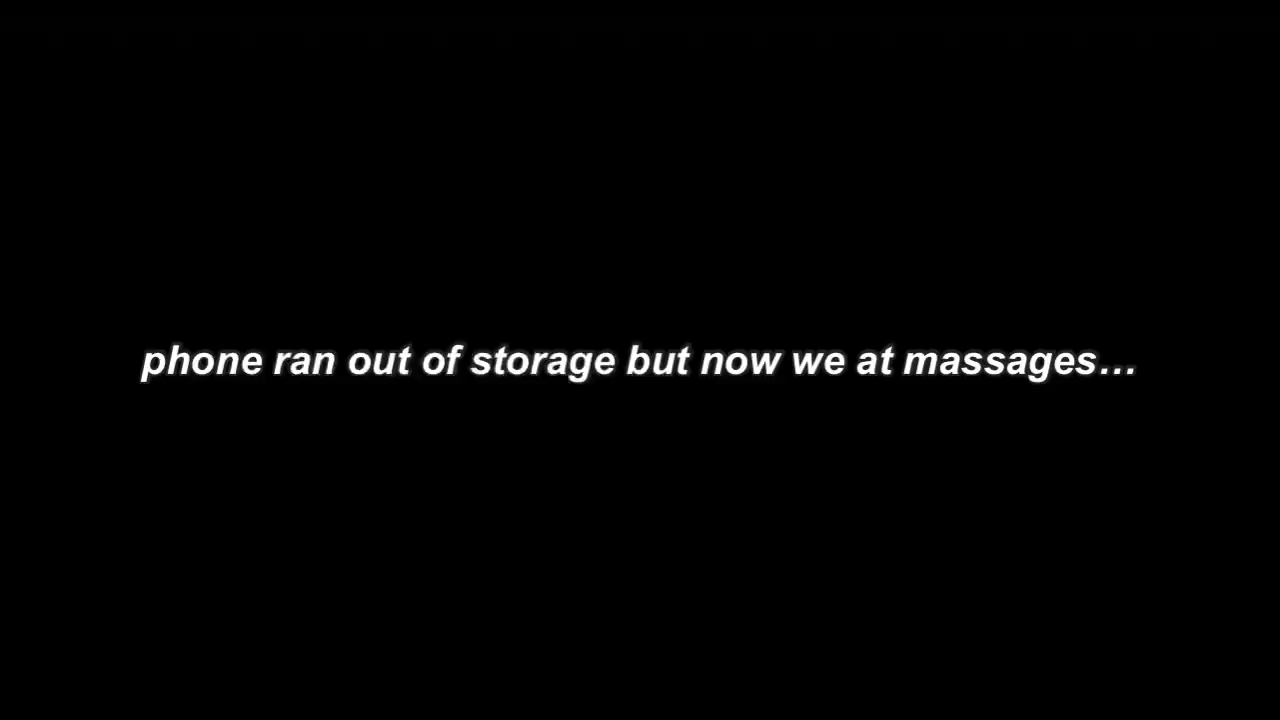 phone ran out of storage but now we at massages…